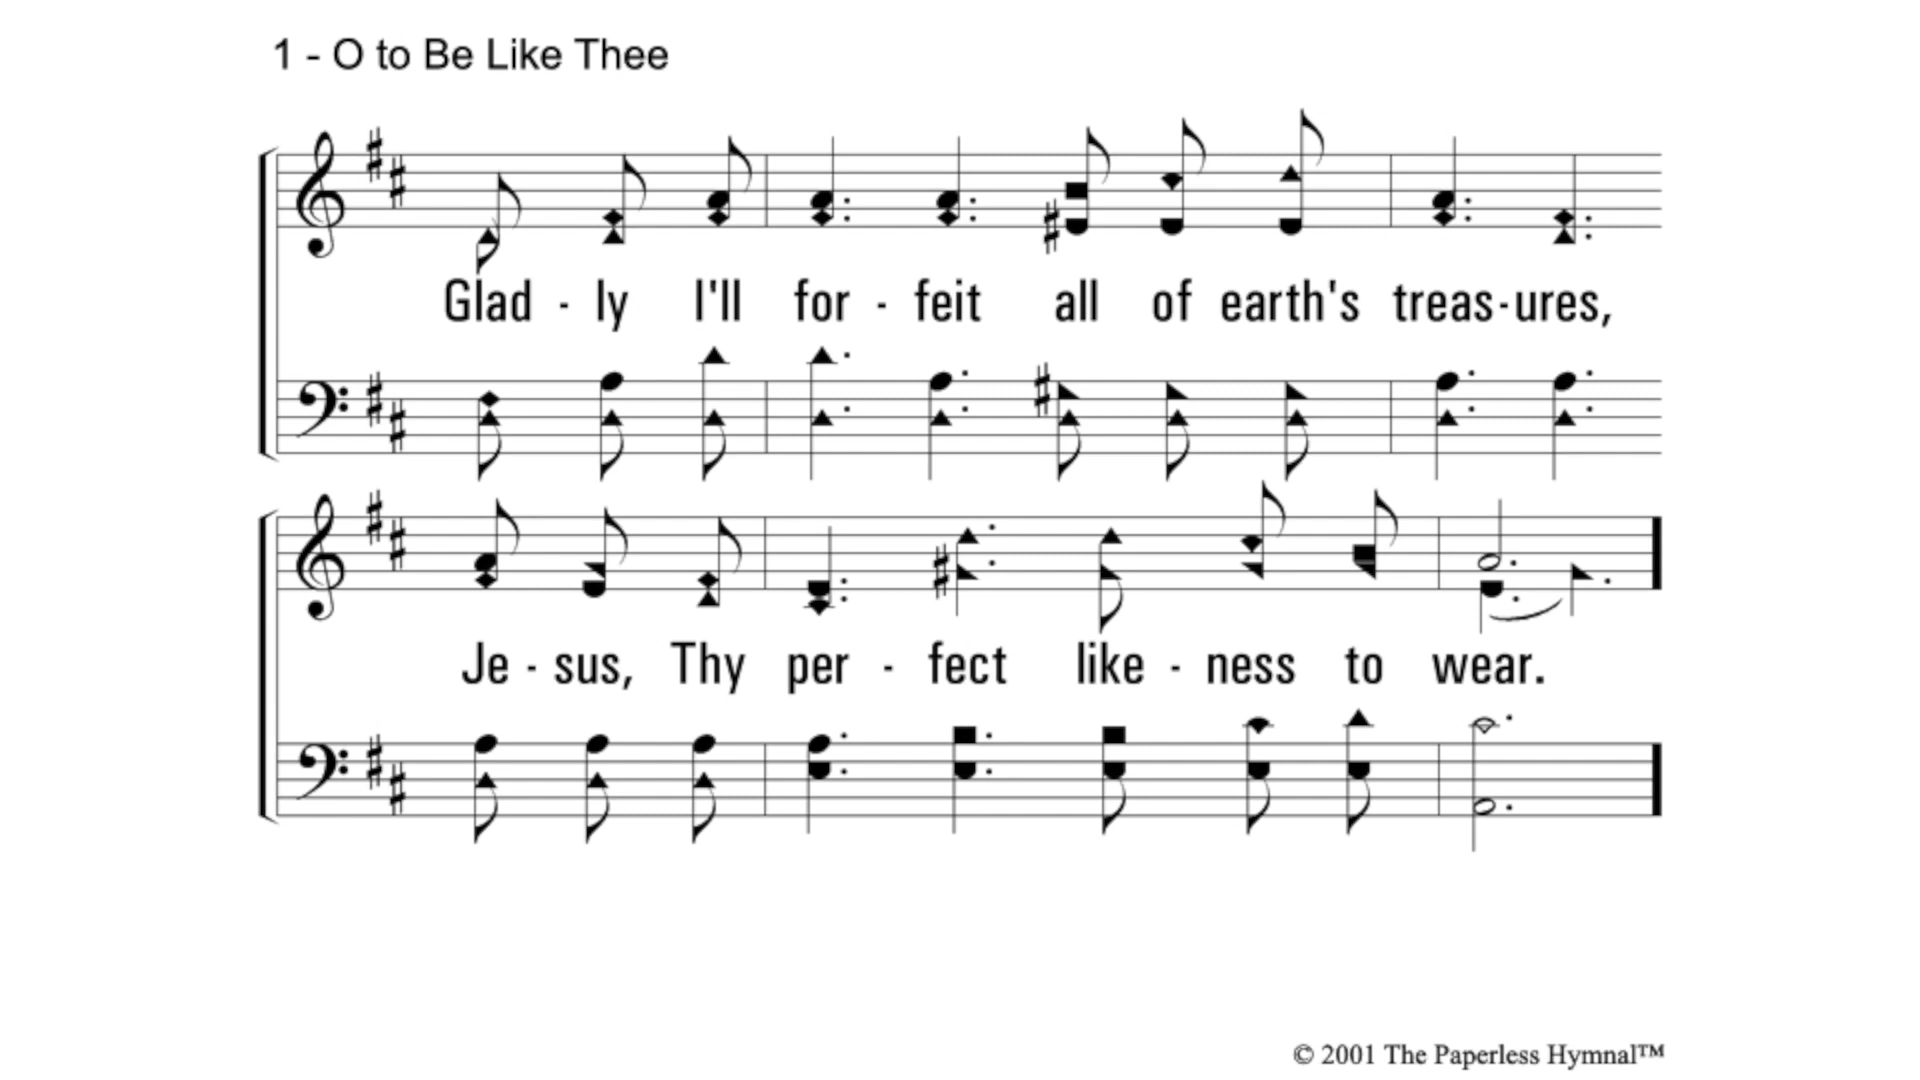 1 - O to Be Like Thee
Glad - ly I'll for - feit all of earth's treas-ures,
Je - sus, Thy per - fect like - ness to wear.
© 2001 The Paperless Hymnal™